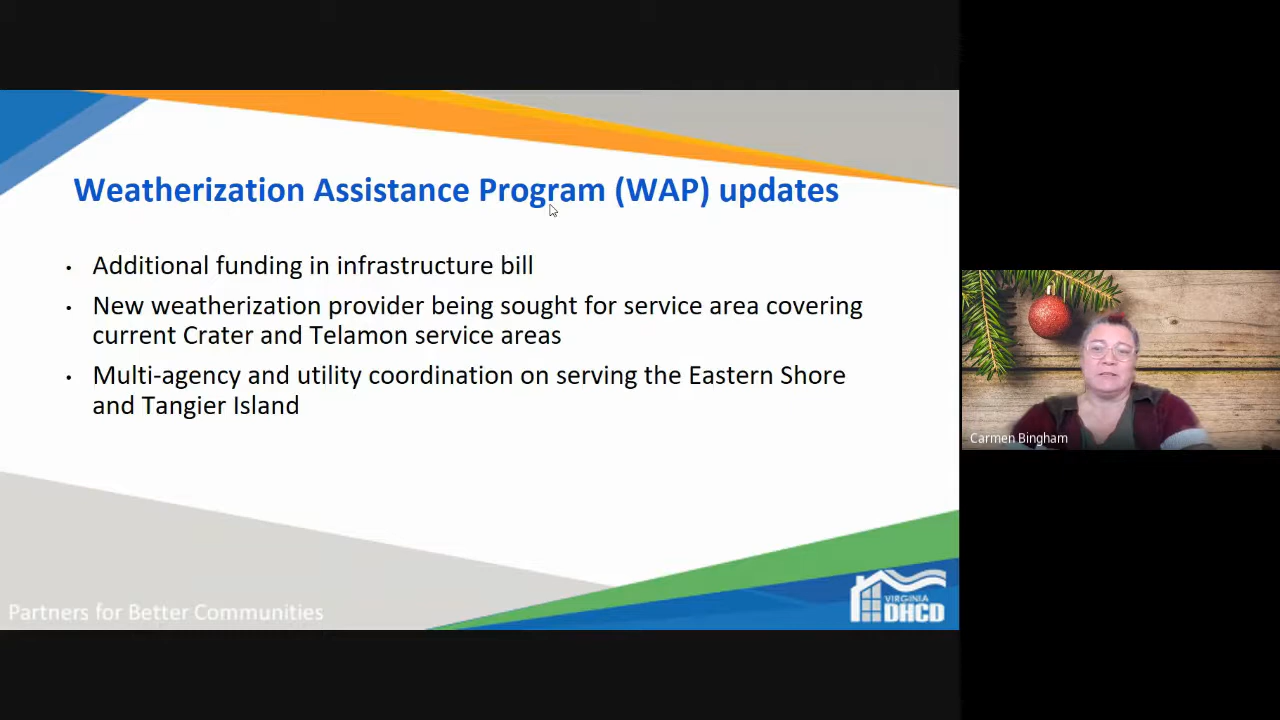 Weatherization Assistance Program (WAP) updates
• Additional funding in infrastructure bill
• New weatherization provider being sought for service area covering
current Crater and Telamon service areas
• Multi-agency and utility coordination on serving the Eastern Shore
and Tangier Island
Partners for Better Communities
VIRGINIA
DHCD
Carmen Bingham